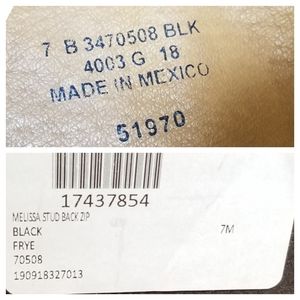 7 B 3470508 BLK
4003 G 18
MADE IN MEXICO
51970
17437854
MELISSA STUD BACK ZIP
BLACK 7M
FRYE
70508
190918327013